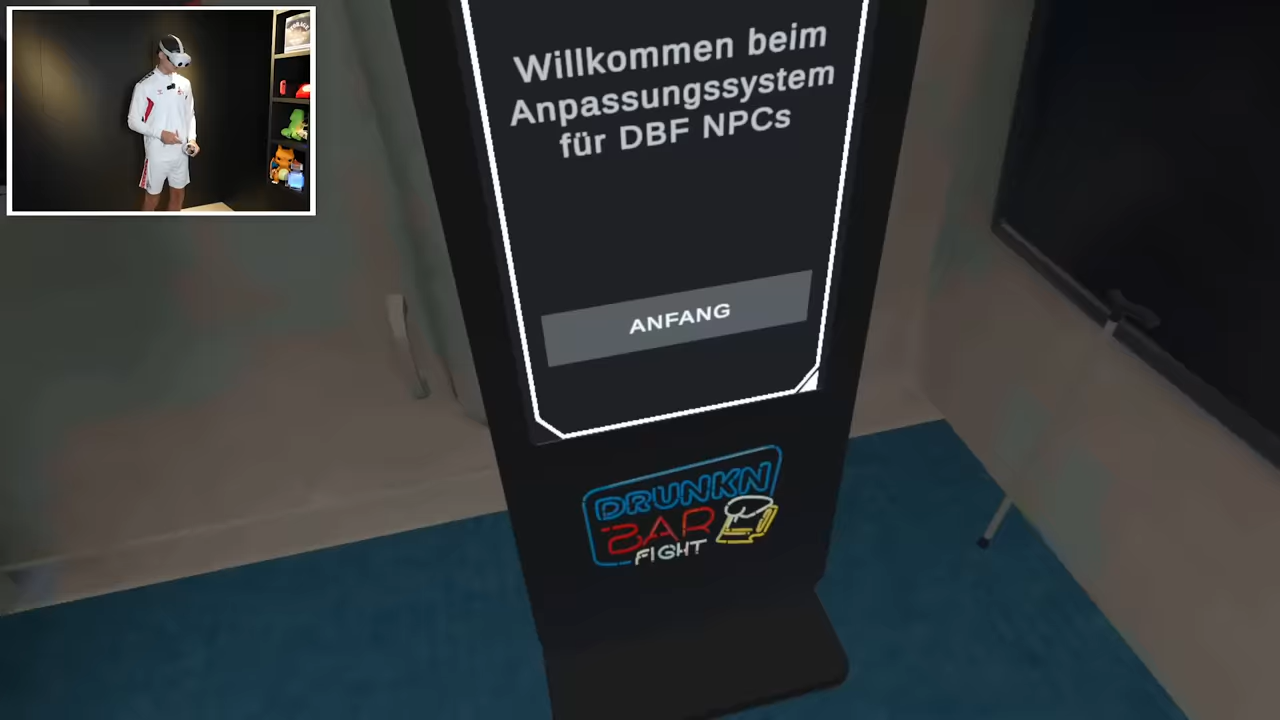 Willkommen beim
Anpassungssystem
für DBF NPCs
ANFANG
DRUNKN
BAR
FIGHT